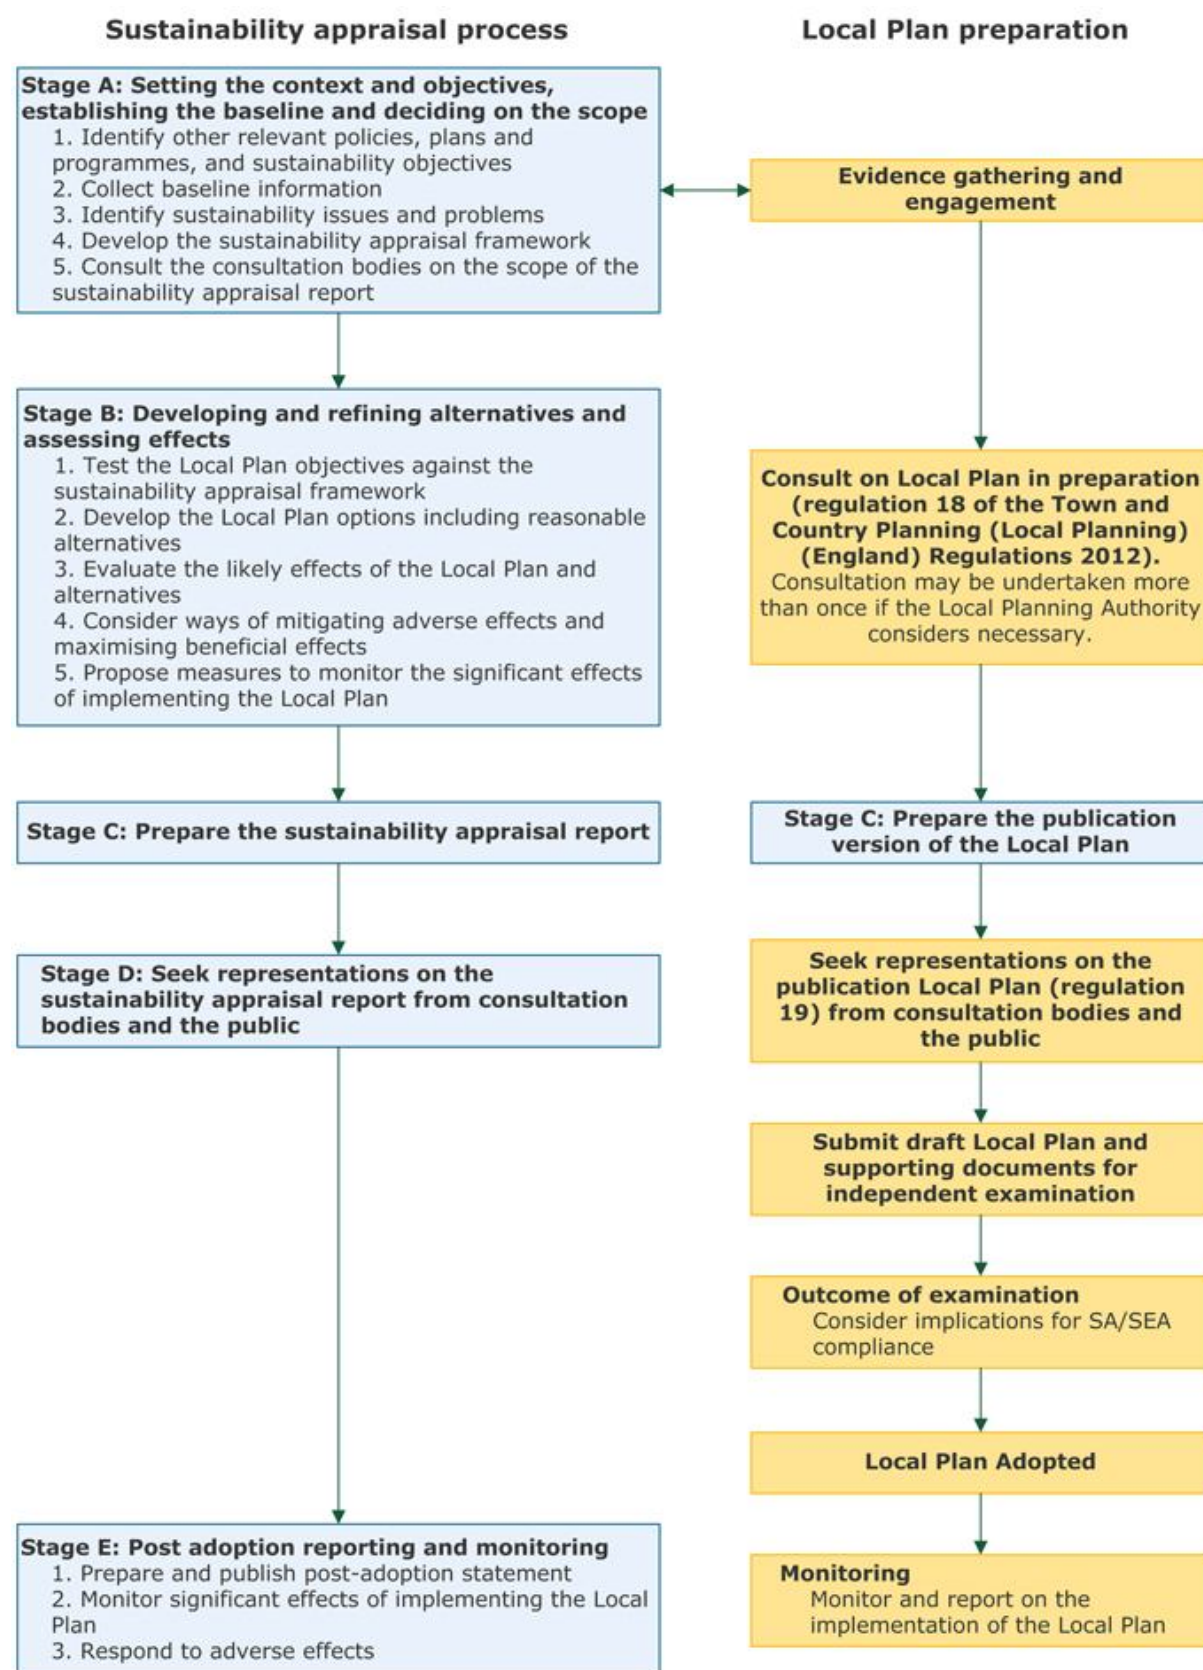 Sustainability appraisal process
Local Plan preparation
Stage A: Setting the context and objectives,
establishing the baseline and deciding on the scope
1. Identify other relevant policies, plans and
programmes, and sustainability objectives
2. Collect baseline information
3. Identify sustainability issues and problems
4. Develop the sustainability appraisal framework
5. Consult the consultation bodies on the scope of the
sustainability appraisal report
Evidence gathering and
engagement
Stage B: Developing and refining alternatives and
assessing effects
1. Test the Local Plan objectives against the
sustainability appraisal framework
2. Develop the Local Plan options including reasonable
alternatives
3. Evaluate the likely effects of the Local Plan and
alternatives
4. Consider ways of mitigating adverse effects and
maximising beneficial effects
5. Propose measures to monitor the significant effects
of implementing the Local Plan
Consult on Local Plan in preparation
(regulation 18 of the Town and
Country Planning (Local Planning)
(England) Regulations 2012).
Consultation may be undertaken more
than once if the Local Planning Authority
considers necessary.
Stage C: Prepare the sustainability appraisal report
Stage C: Prepare the publication
version of the Local Plan
Stage D: Seek representations on the
sustainability appraisal report from consultation
bodies and the public
Seek representations on the
publication Local Plan (regulation
19) from consultation bodies and
the public
Submit draft Local Plan and
supporting documents for
independent examination
Outcome of examination
Consider implications for SA/SEA
compliance
Local Plan Adopted
Stage E: Post adoption reporting and monitoring
1. Prepare and publish post-adoption statement
2. Monitor significant effects of implementing the Local
Plan
3. Respond to adverse effects
Monitoring
Monitor and report on the
implementation of the Local Plan